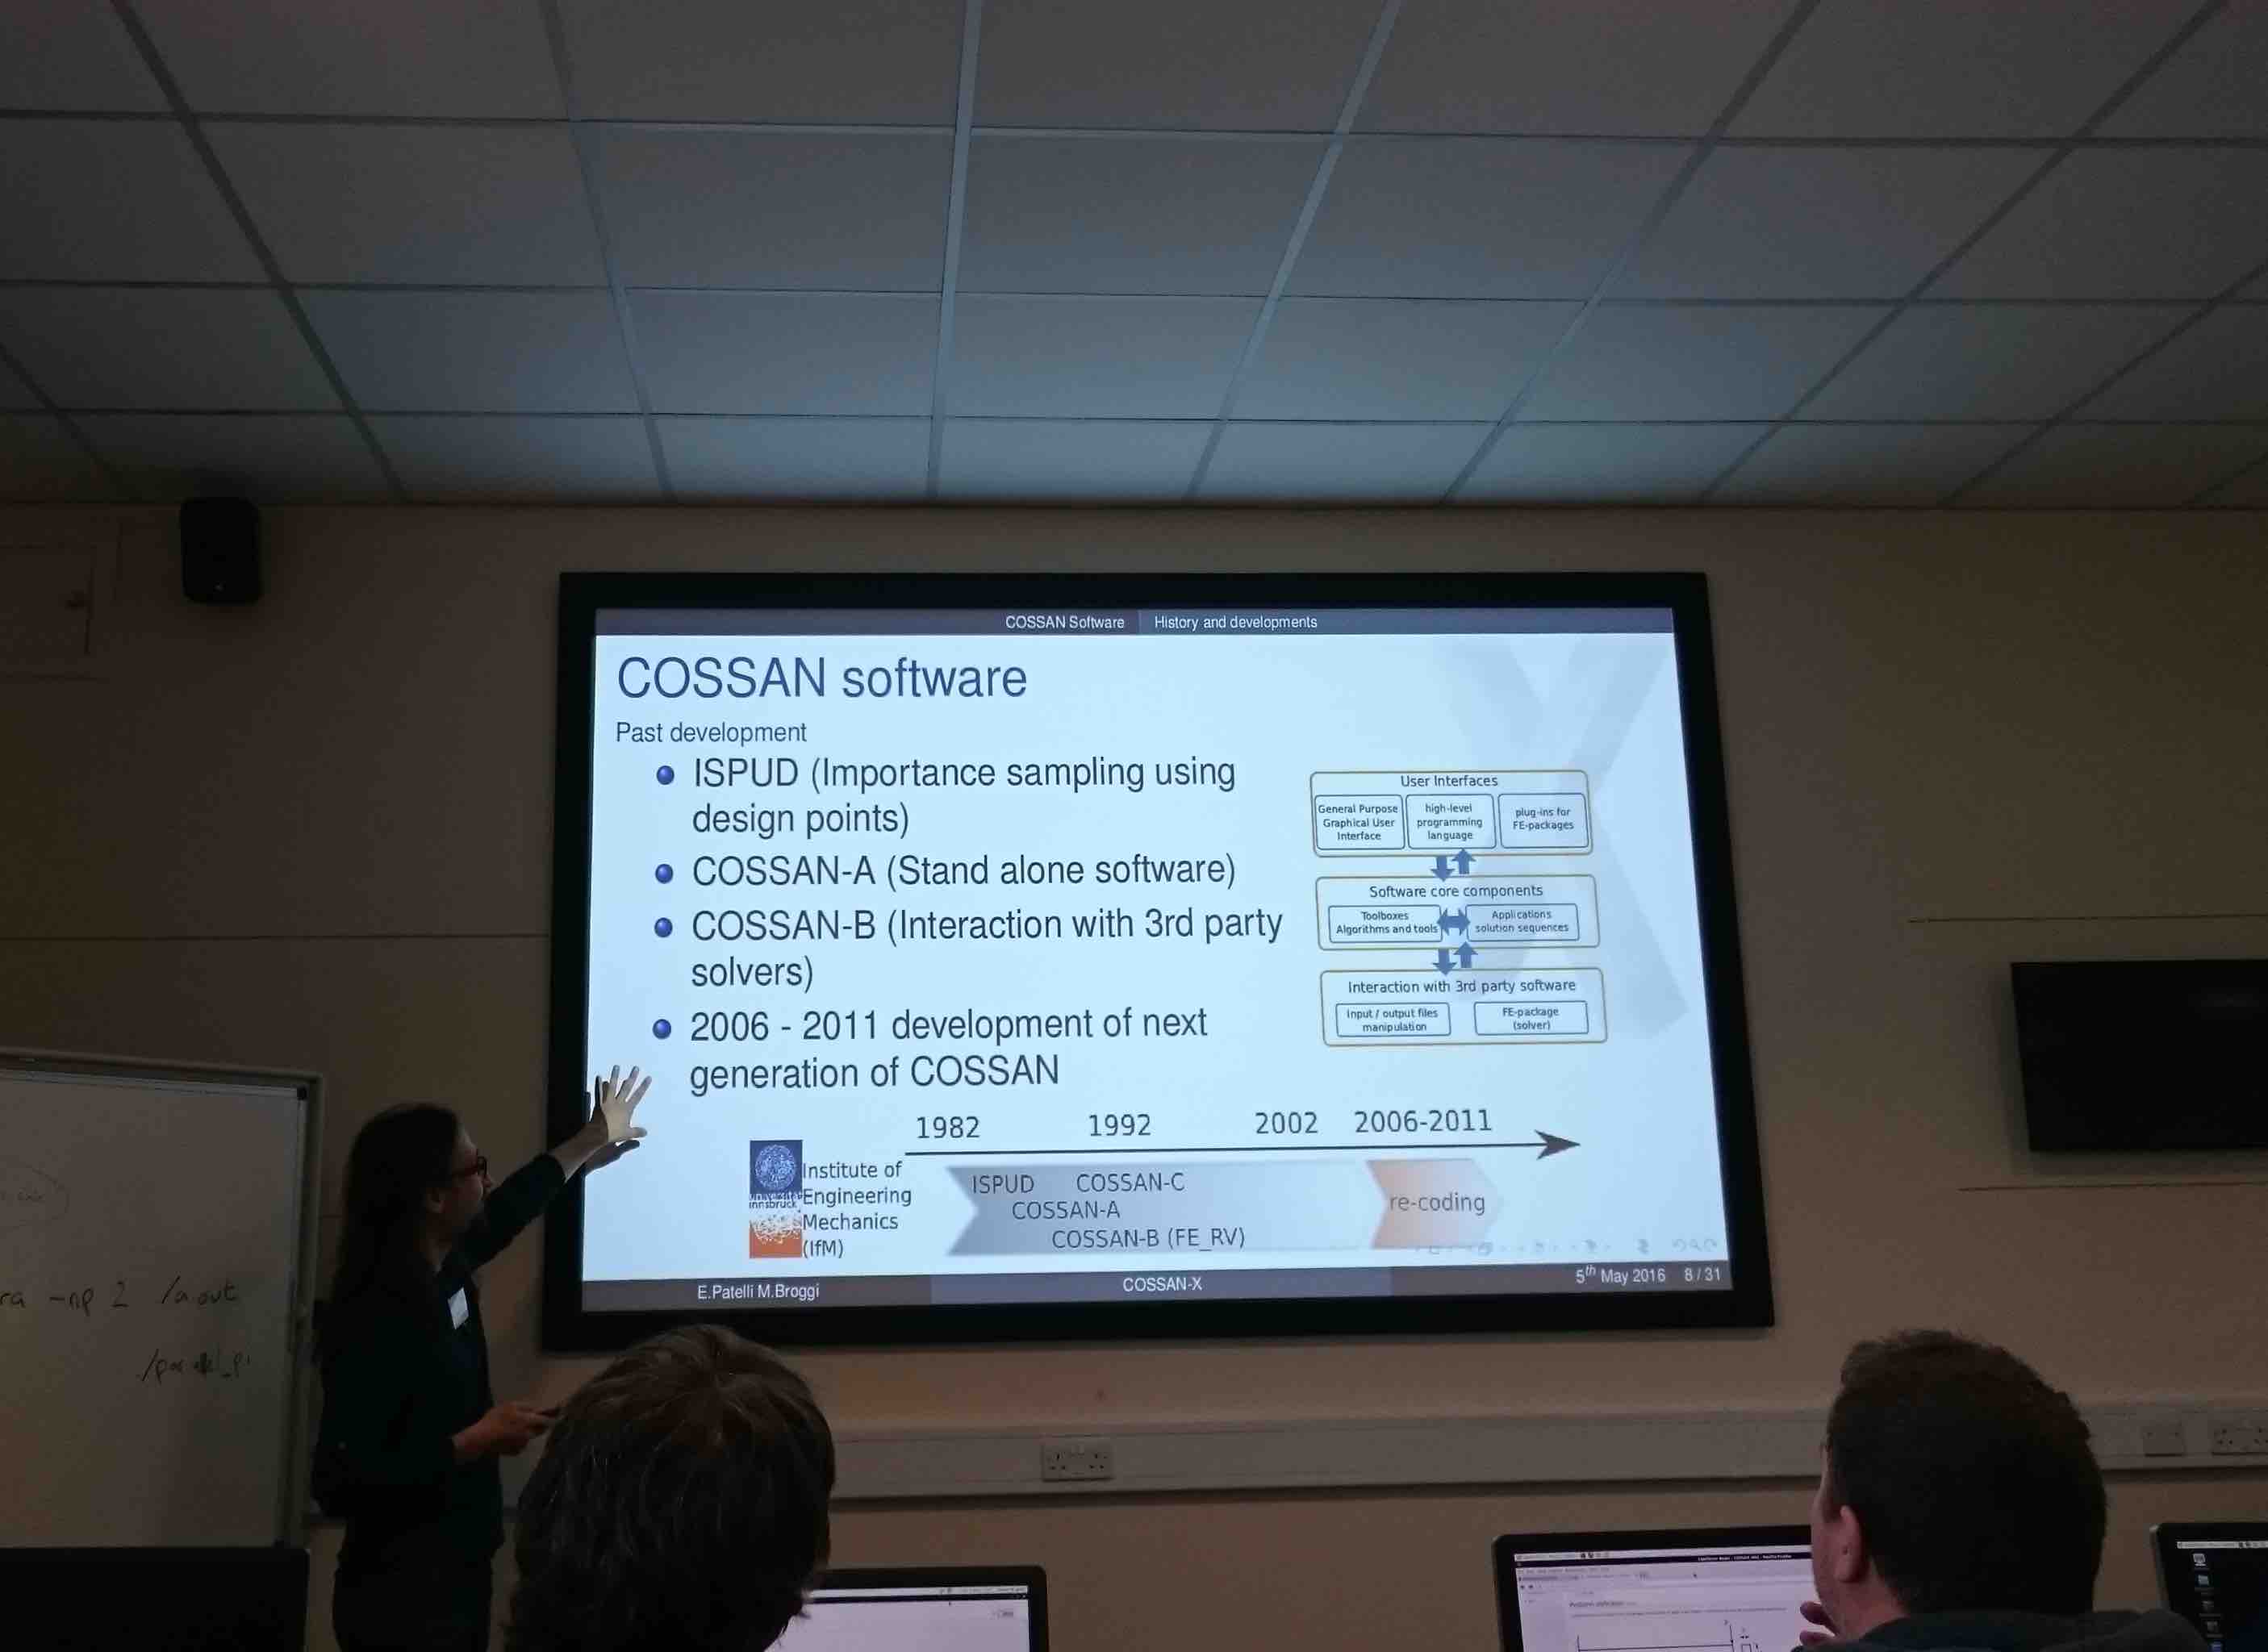 COSSAN Software
History and developments
COSSAN software
Past development
ISPUD (Importance sampling using
design points)
COSSAN-A (Stand alone software)
COSSAN-B (Interaction with 3rd party
solvers)
2006 - 2011 development of next
generation of COSSAN
User Interfaces
General Purpose
Graphical User
Interface
high-level
programming
language
plug-ins for
FE-packages
Software core components
Toolboxes
Algorithms and tools
Applications
solution sequences
Interaction with 3rd party software
Input / output files
manipulation
FE-package
(solver)
1982 1992 2002 2006-2011
universität
innsbruck
Institute of
Engineering
Mechanics
(IfM)
ISPUD COSSAN-C
COSSAN-A
COSSAN-B (FE_RV)
re-coding
E.Patelli M.Broggi
COSSAN-X
5th May 2016 8 / 31
-np 2 /a.out